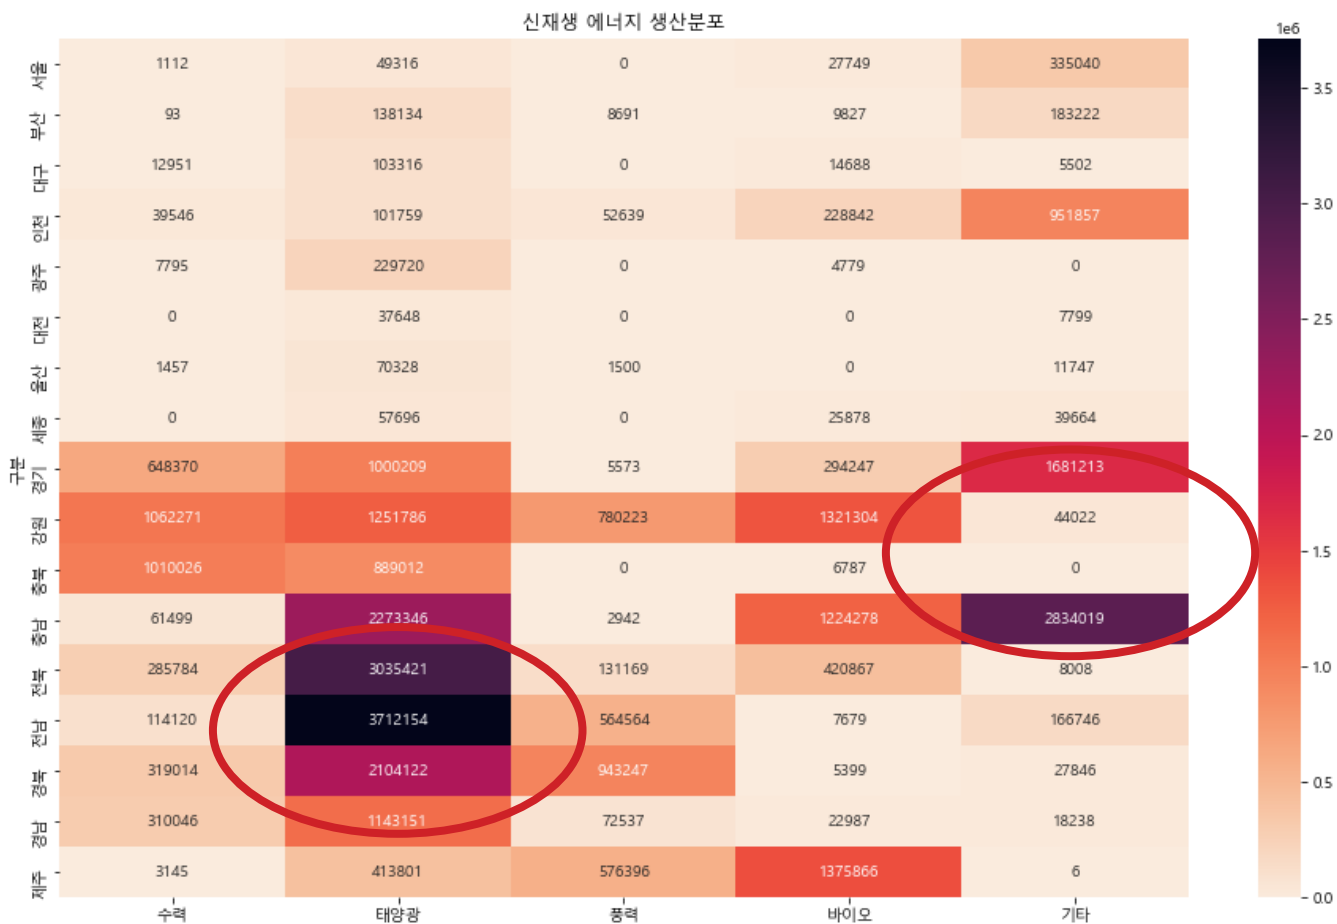 신재생 에너지 생산분포
1e6
서울 1112 49316 0 27749 335040
부산 93 138134 8691 9827 183222
대구 12951 103316 0 14688 5502
인천 39546 101759 52639 228842 951857
광주 7795 229720 0 4779 0
대전 0 37648 0 0 7799
울산 1457 70328 1500 0 11747
세종 0 57696 0 25878 39664
구분
경기 648370 1000209 5573 294247 1681213
강원 1062271 1251786 780223 1321304 44022
충북 1010026 889012 0 6787 0
충남 61499 2273346 2942 1224278 2834019
전북 285784 3035421 131169 420867 8008
전남 114120 3712154 564564 7679 166746
경북 319014 2104122 943247 5399 27846
경남 310046 1143151 72537 22987 18238
제주 3145 413801 576396 1375866 6
수력 태양광 풍력 바이오 기타
3.5
3.0
2.5
2.0
1.5
1.0
0.5
0.0